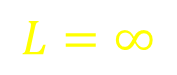 L = ∞